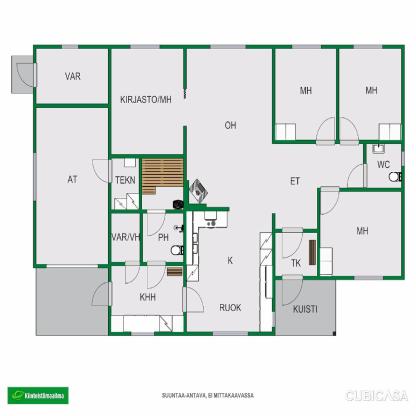 VAR
KIRJASTO/MH
OH
MH
MH
AT
TEKN
ET
WC
VAR/VH
PH
K
TK
MH
KHH
RUOK
KUISTI
Kiinteistömaailma
SUUNTAA-ANTAVA, EI MITTAKAAVASSA
CUBICASA